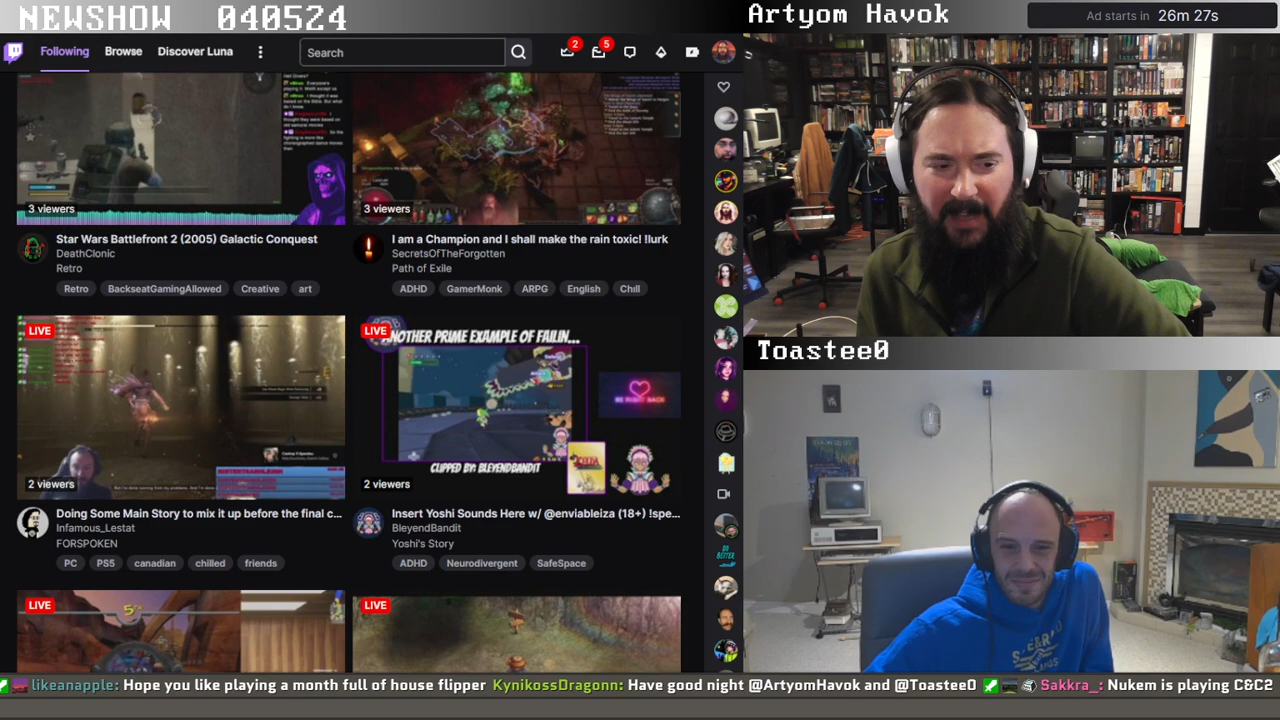 NEWSHOW 040524
Artyom Havok
Ad starts in 26m 27s
Following Browse Discover Luna
Search
2
5
3 viewers
3 viewers
Star Wars Battlefront 2 (2005) Galactic Conquest
DeathClonic
Retro
Retro BackseatGamingAllowed Creative art
I am a Champion and I shall make the rain toxic! !lurk
SecretsOfTheForgotten
Path of Exile
ADHD GamerMonk ARPG English Chill
LIVE
2 viewers
LIVE
ANOTHER PRIME EXAMPLE OF FAILIN...
BE RIGHT BACK
CLIPPED BY: BLEYENDBANDIT
2 viewers
Doing Some Main Story to mix it up before the final c...
Infamous_Lestat
FORSPOKEN
PC PS5 canadian chilled friends
Insert Yoshi Sounds Here w/ @enviableiza (18+) !spe...
BleyendBandit
Yoshi's Story
ADHD Neurodivergent SafeSpace
LIVE
LIVE
Toastee0
likeanapple: Hope you like playing a month full of house flipper KynikossDragonn: Have good night @ArtyomHavok and @Toastee0 Sakkra_: Nukem is playing C&C2